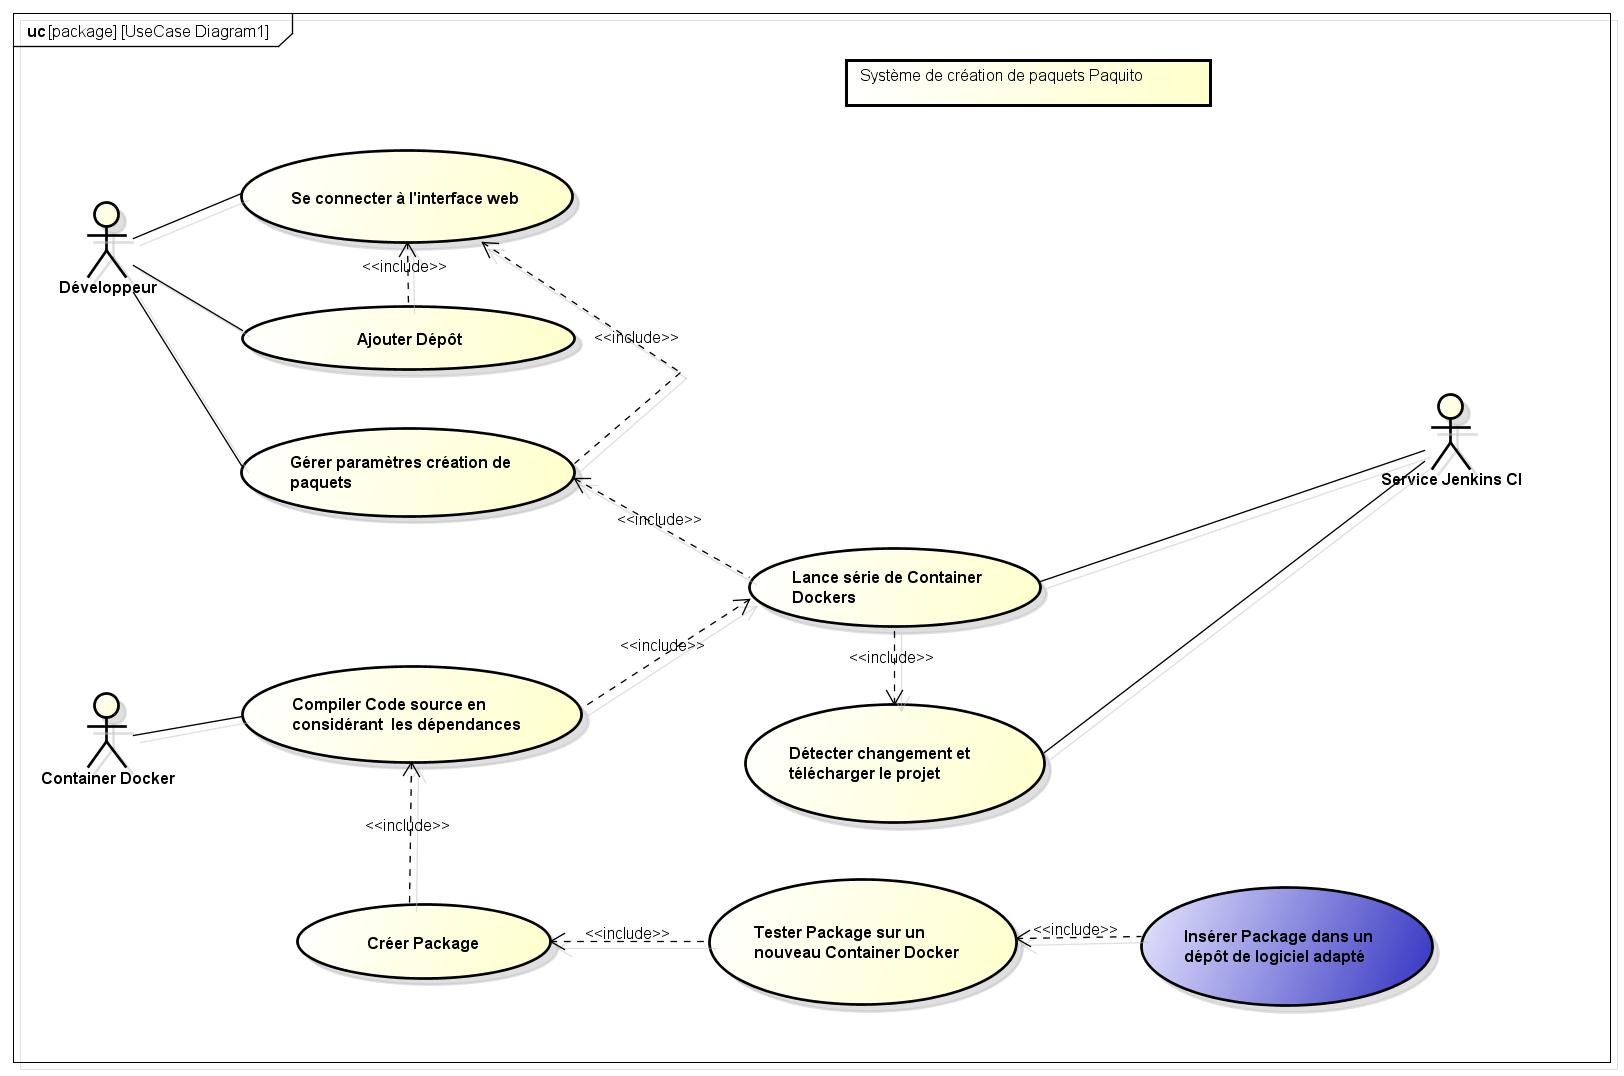 uc [package] [UseCase Diagram1]
Système de création de paquets Paquito
Se connecter à l'interface web
Développeur
<<include>>
Ajouter Dépôt
<<include>>
Gérer paramètres création de
paquets
Service Jenkins CI
<<include>>
Lance série de Container
Dockers
<<include>>
<<include>>
Compiler Code source en
considérant les dépendances
Container Docker
Détecter changement et
télécharger le projet
<<include>>
Créer Package
<<include>>
Tester Package sur un
nouveau Container Docker
<<include>>
Insérer Package dans un
dépôt de logiciel adapté